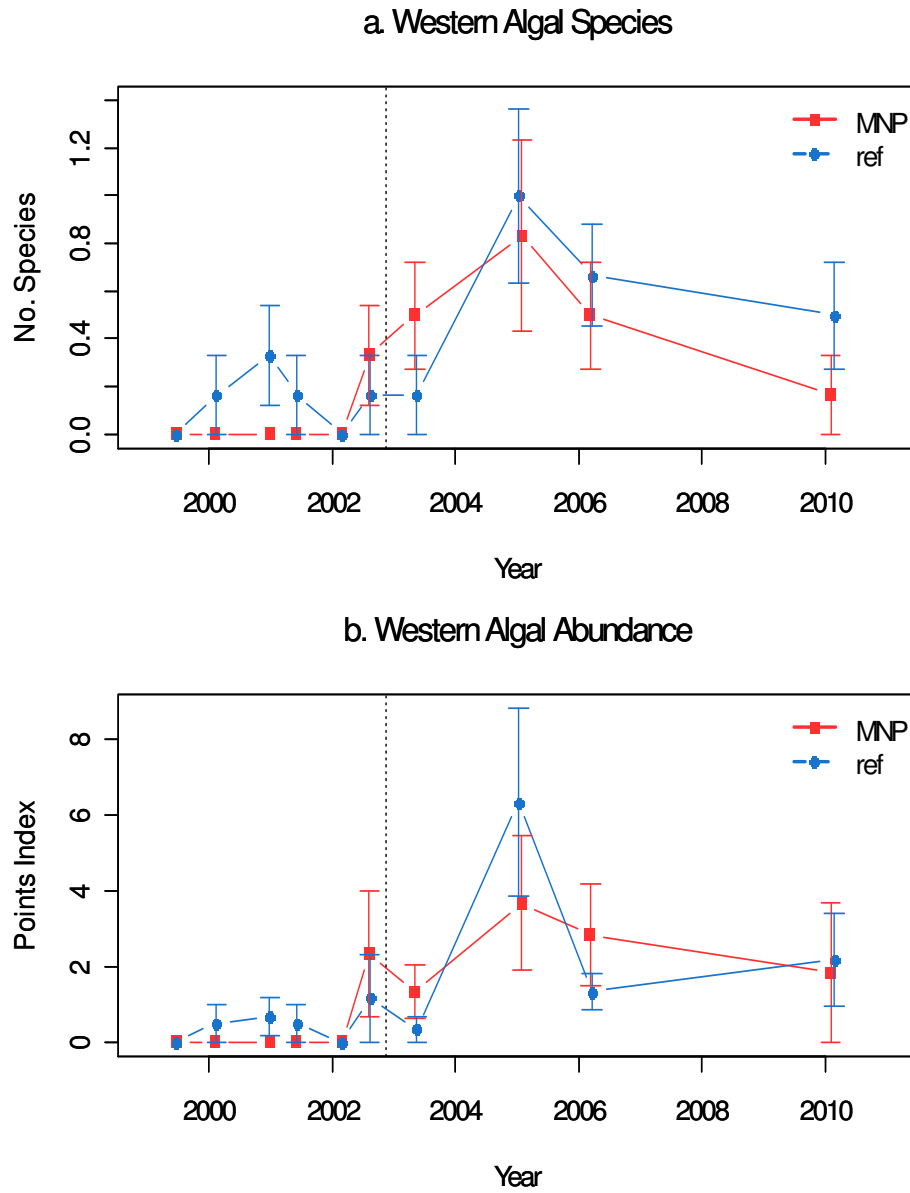 a. Western Algal Species
No. Species
0.0 0.4 0.8 1.2
MNP
ref
2000 2002 2004 2006 2008 2010
Year
b. Western Algal Abundance
Points Index
0 2 4 6 8
MNP
ref
2000 2002 2004 2006 2008 2010
Year